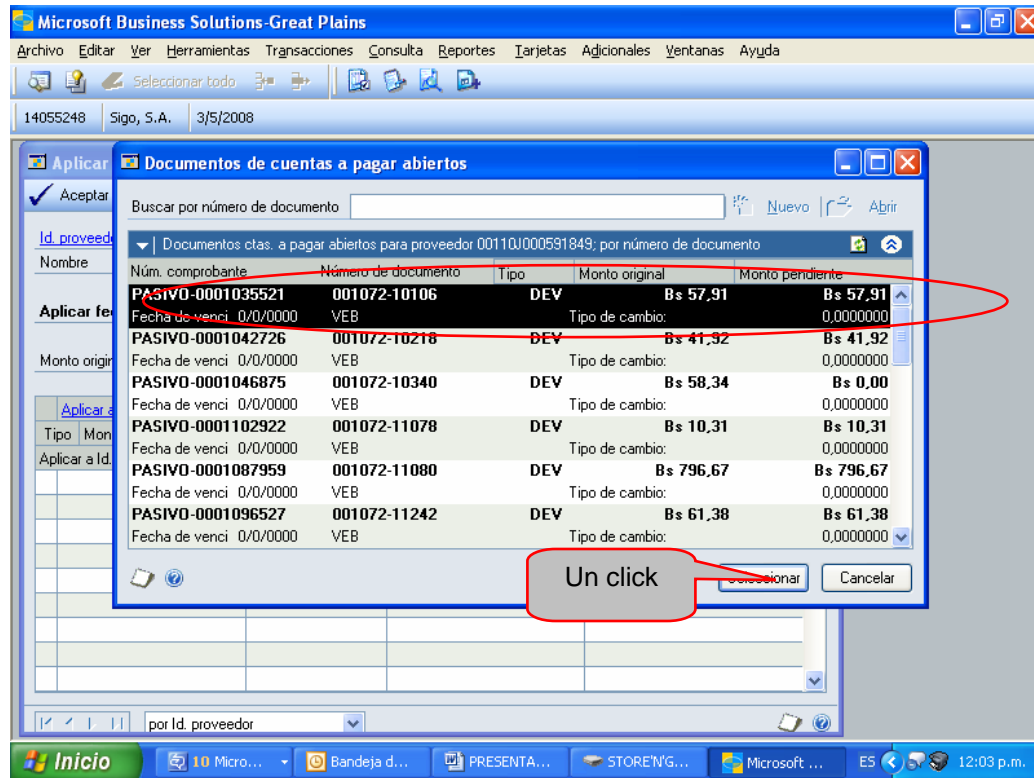 Microsoft Business Solutions-Great Plains
Archivo Editar Ver Herramientas Transacciones Consulta Reportes Tarjetas Adicionales Ventanas Ayuda
Seleccionar todo
14055248 Sigo, S.A. 3/5/2008
Aplicar
Documentos de cuentas a pagar abiertos
Aceptar
Buscar por número de documento Nuevo Abrir
Id. proveed
Documentos ctas. a pagar abiertos para proveedor 00110J000591849; por número de documento
Nombre
Núm. comprobante Número de documento Tipo Monto original Monto pendiente
PASIVO-0001035521 001072-10106 DEV Bs 57,91 Bs 57,91
Aplicar fe
Fecha de venci 0/0/0000 VEB Tipo de cambio: 0,0000000
PASIVO-0001042726 001072-10218 DEV Bs 41,92 Bs 41,92
Monto origin
Fecha de venci 0/0/0000 VEB Tipo de cambio: 0,0000000
PASIVO-0001046875 001072-10340 DEV Bs 58,34 Bs 0,00
Aplicar a
Fecha de venci 0/0/0000 VEB Tipo de cambio: 0,0000000
Tipo Mon
PASIVO-0001102922 001072-11078 DEV Bs 10,31 Bs 10,31
Aplicar a Id.
Fecha de venci 0/0/0000 VEB Tipo de cambio: 0,0000000
PASIVO-0001087959 001072-11080 DEV Bs 796,67 Bs 796,67
Fecha de venci 0/0/0000 VEB Tipo de cambio: 0,0000000
PASIVO-0001096527 001072-11242 DEV Bs 61,38 Bs 61,38
Fecha de venci 0/0/0000 VEB Tipo de cambio: 0,0000000
Un click
Seleccionar Cancelar
por Id. proveedor
Inicio 10 Micro... Bandeja d... PRESENTA... STORE'N'G... Microsoft ... ES 12:03 p.m.